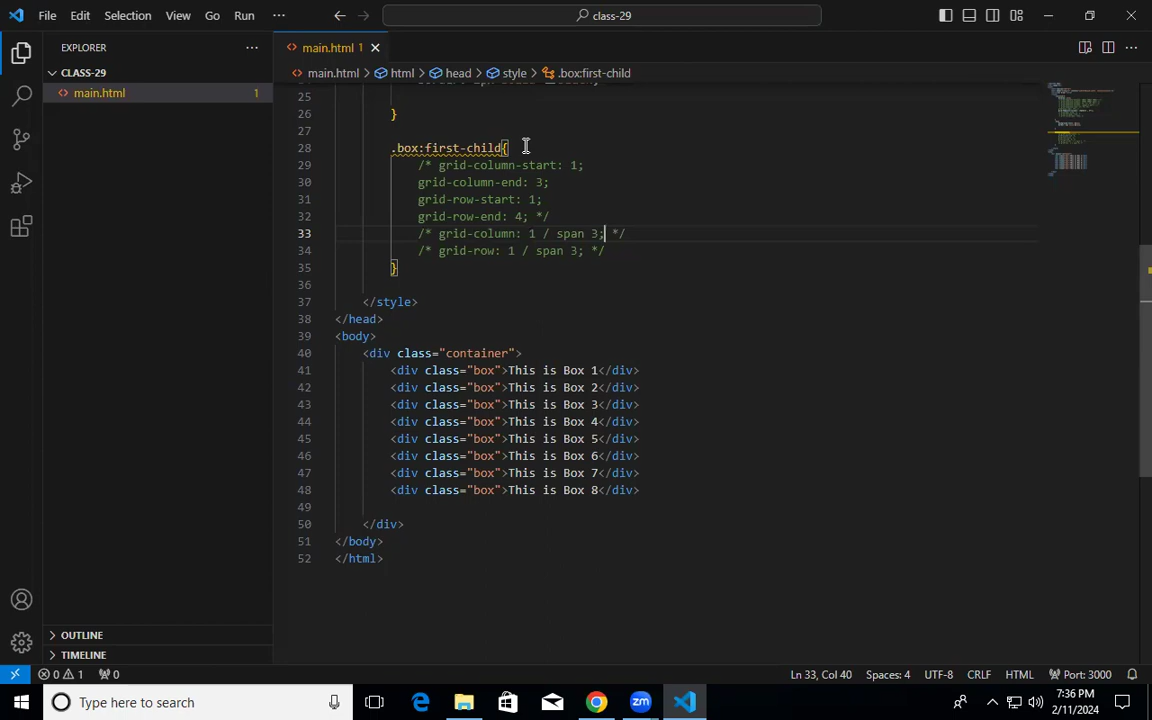 File Edit Selection View Go Run ··· class-29
EXPLORER ···
CLASS-29
main.html 1
OUTLINE
TIMELINE
main.html 1
main.html > html > head > style > .box:first-child
25
26 }
27
28 .box:first-child{
29 /* grid-column-start: 1;
30 grid-column-end: 3;
31 grid-row-start: 1;
32 grid-row-end: 4; */
33 /* grid-column: 1 / span 3; */
34 /* grid-row: 1 / span 3; */
35 }
36
37 </style>
38 </head>
39 <body>
40 <div class="container">
41 <div class="box">This is Box 1</div>
42 <div class="box">This is Box 2</div>
43 <div class="box">This is Box 3</div>
44 <div class="box">This is Box 4</div>
45 <div class="box">This is Box 5</div>
46 <div class="box">This is Box 6</div>
47 <div class="box">This is Box 7</div>
48 <div class="box">This is Box 8</div>
49
50 </div>
51 </body>
52 </html>
0 1 0 Ln 33, Col 40 Spaces: 4 UTF-8 CRLF HTML Port: 3000
Type here to search zm 7:36 PM
2/11/2024